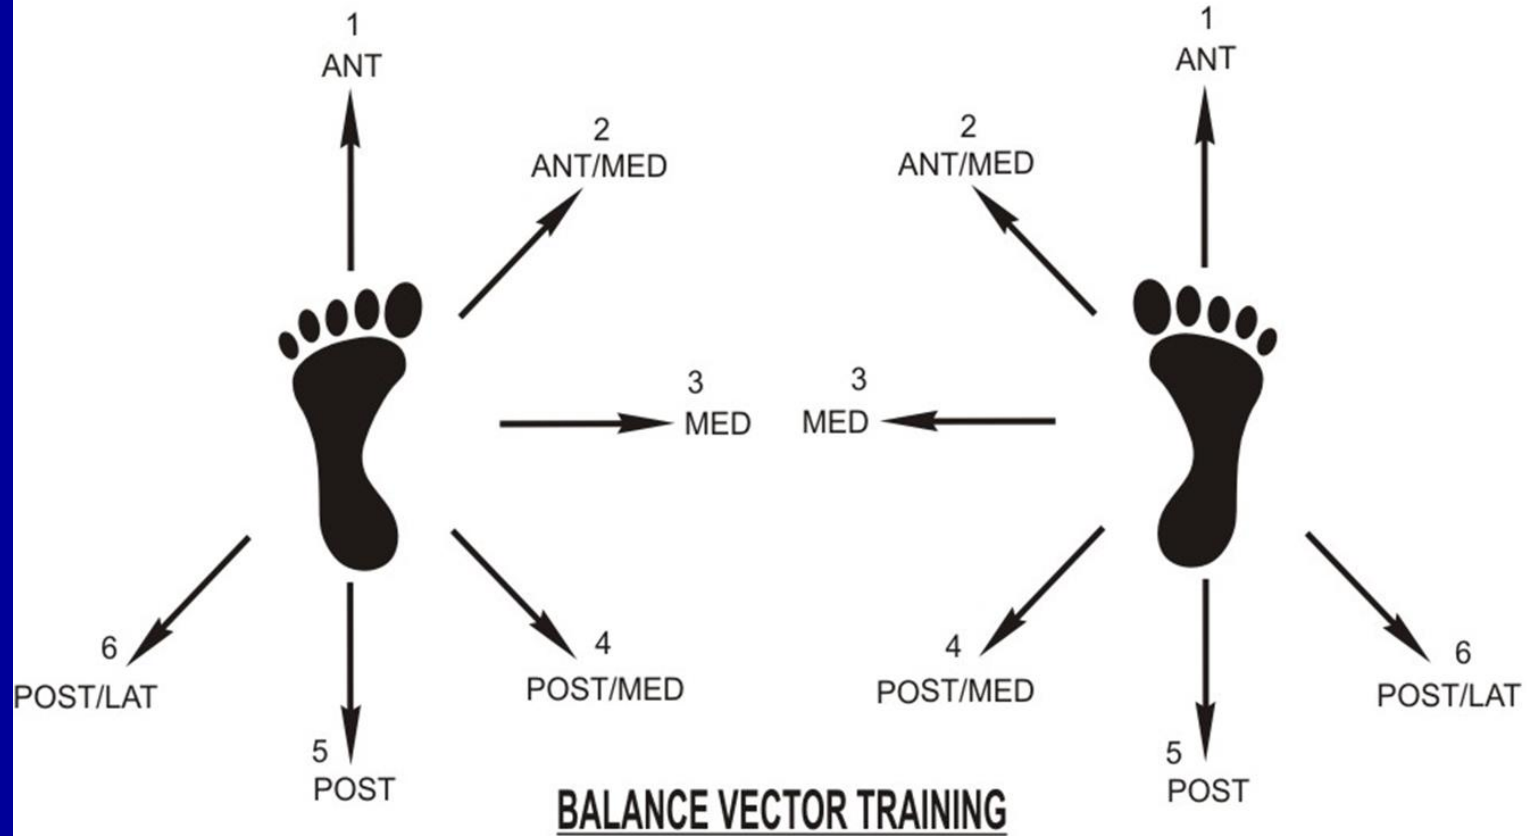 1
ANT
2
ANT/MED
3
MED
4
POST/MED
5
POST
6
POST/LAT
1
ANT
2
ANT/MED
3
MED
4
POST/MED
5
POST
6
POST/LAT
BALANCE VECTOR TRAINING